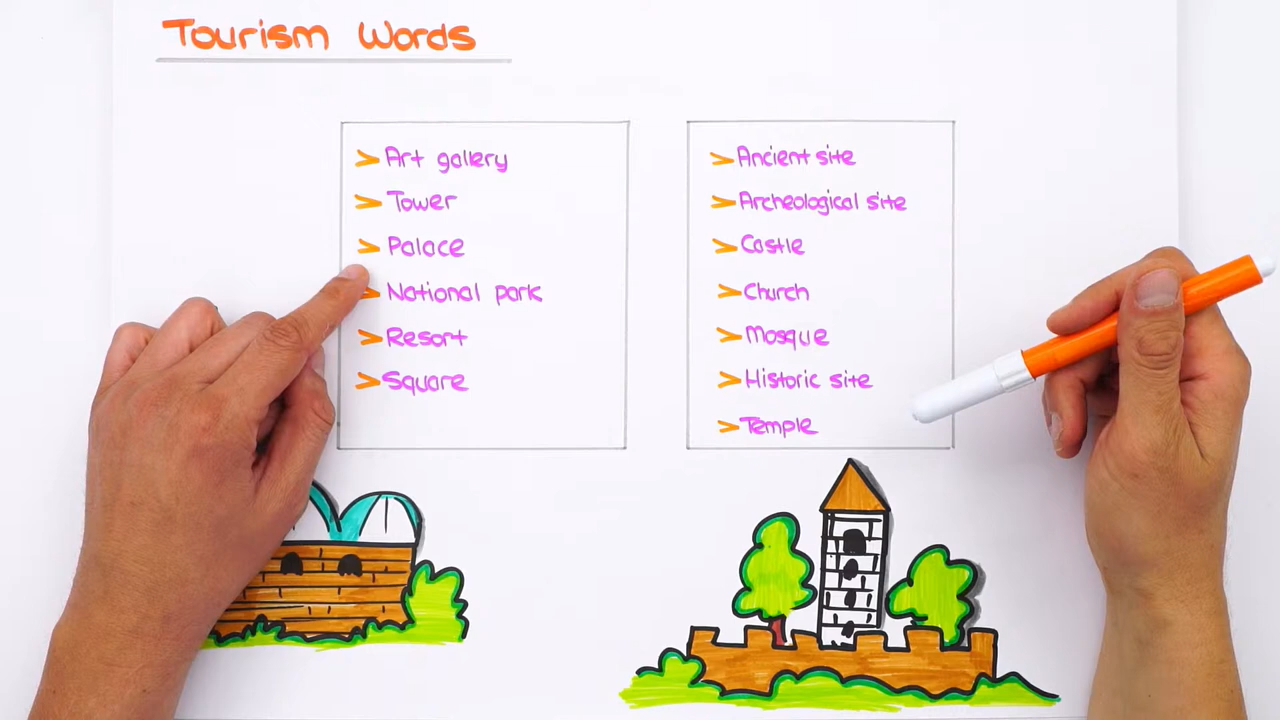 Tourism Words
> Art gallery
> Tower
> Palace
> National park
> Resort
> Square
> Ancient site
> Archeological site
> Castle
> Church
> Mosque
> Historic site
> Temple